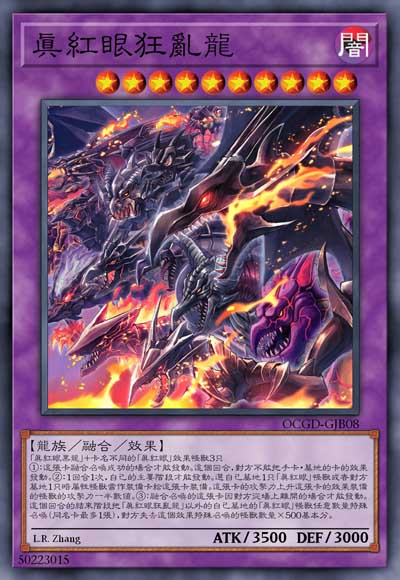 真紅眼狂亂龍
闇
OCGD-GJB08
【龍族／融合／效果】
「真紅眼黑龍」+卡名不同的「真紅眼」效果怪獸3只
①:這張卡融合召喚成功的場合才能發動。這個回合,對方不能把手卡·墓地的卡的效果
發動。②:1回合1次,自己的主要階段才能發動。選自己墓地1只「真紅眼」怪獸或者對方
墓地1只暗屬性怪獸當作裝備卡給這張卡裝備,這張卡的攻擊力上升這張卡的效果裝備
的怪獸的攻擊力一半數值。③:融合召喚的這張卡因對方從場上離開的場合才能發動。
這個回合的結束階段把「真紅眼狂亂龍」以外的自己墓地的「真紅眼」怪獸任意數量特殊
召喚(同名卡最多1張),對方失去這個效果特殊召喚的怪獸數量×500基本分。
L.R. Zhang
ATK/3500 DEF/3000
50223015